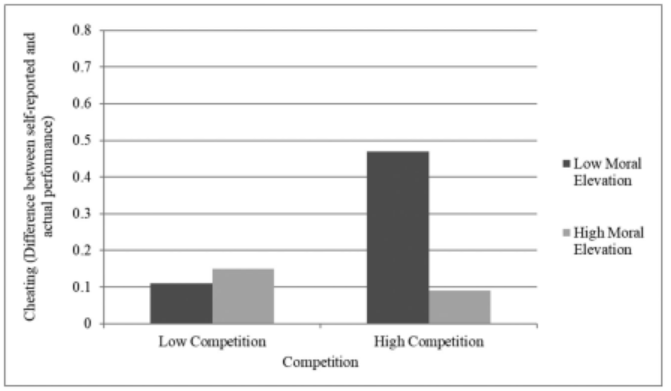 Cheating (Difference between self-reported and
actual performance)
0.8
0.7
0.6
0.5
0.4
0.3
0.2
0.1
0
Low Competition High Competition
Competition
Low Moral
Elevation
High Moral
Elevation